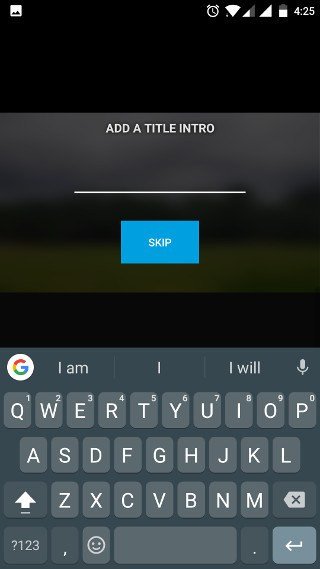 4:25
ADD A TITLE INTRO
SKIP
G I am I I will
1 2 3 4 5 6 7 8 9 0
Q W E R T Y U I O P
A S D F G H J K L
Z X C V B N M
?123 , .